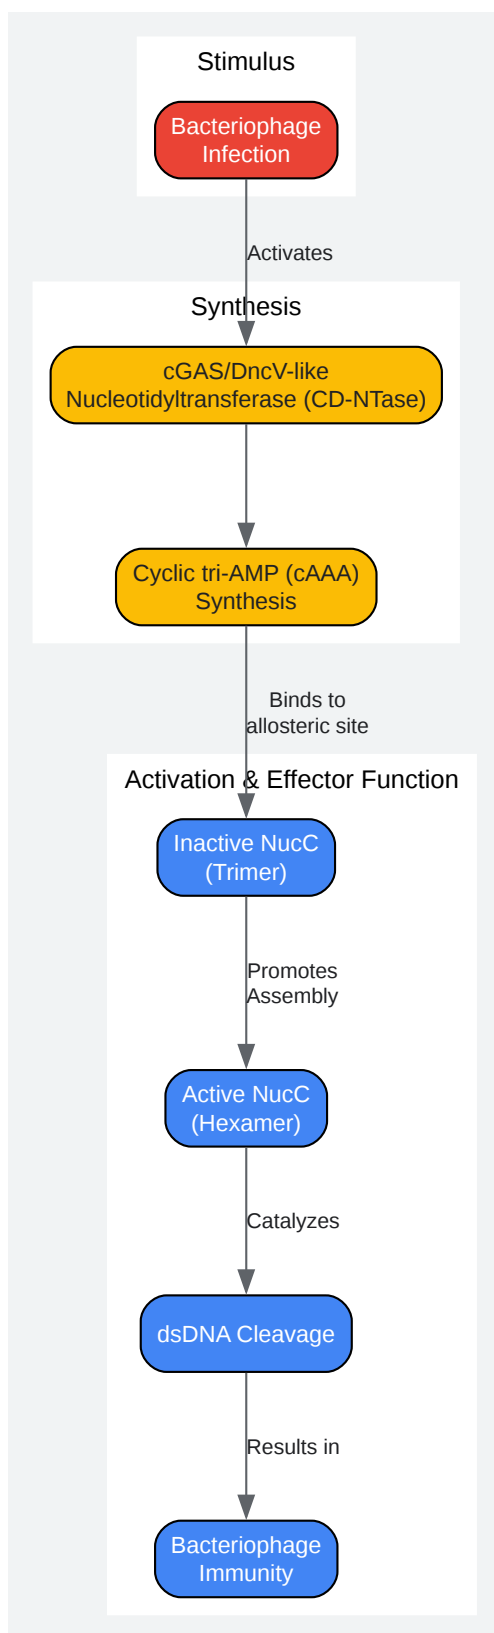 Stimulus
Bacteriophage
Infection
Activates
Synthesis
cGAS/DncV-like
Nucleotidyltransferase (CD-NTase)
Cyclic tri-AMP (cAAA)
Synthesis
Binds to
allosteric site
Activation & Effector Function
Inactive NucC
(Trimer)
Promotes
Assembly
Active NucC
(Hexamer)
Catalyzes
dsDNA Cleavage
Results in
Bacteriophage
Immunity